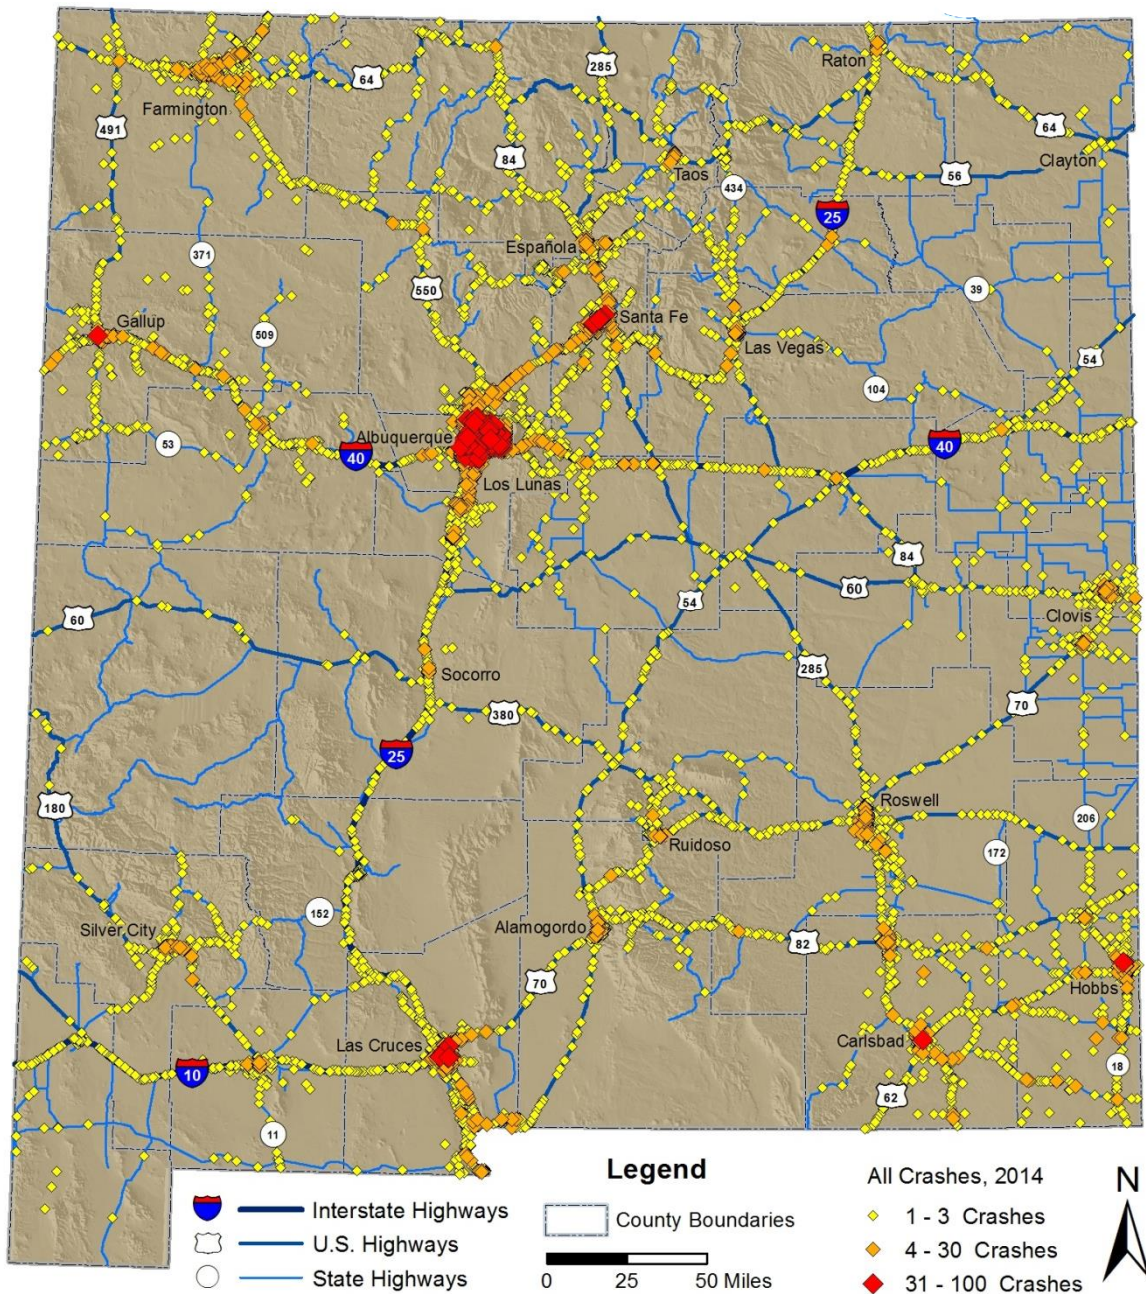 285
Raton
64
Farmington
491
64
Clayton
84
Taos
56
434
25
Española
371
550
39
Gallup
Santa Fe
509
Las Vegas
54
104
Albuquerque
53
40
40
Los Lunas
84
60
54
60
Clovis
Socorro
285
380
70
25
180
Roswell
206
Ruidoso
172
152
Silver City
Alamogordo
82
70
Hobbs
Las Cruces
Carlsbad
10
18
62
11
Legend
Interstate Highways
U.S. Highways
State Highways
County Boundaries
0 25 50 Miles
All Crashes, 2014
1 - 3 Crashes
4 - 30 Crashes
31 - 100 Crashes
N